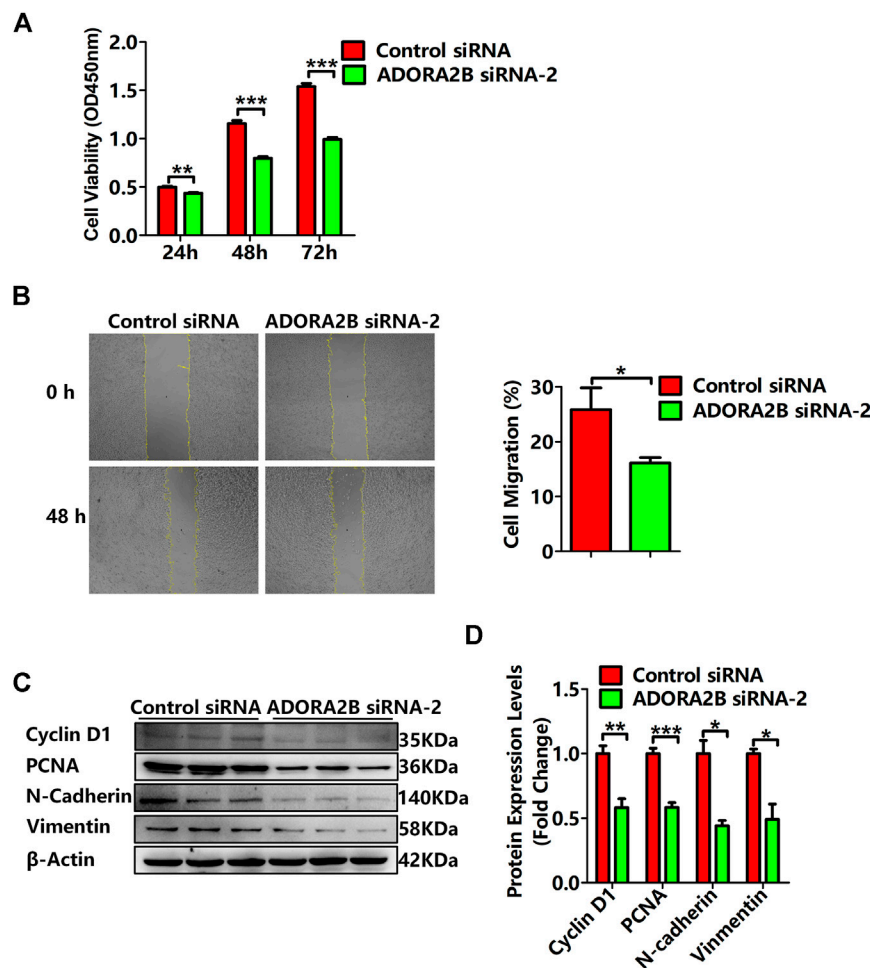 A
Cell Viability (OD450nm)
2.0
1.5
1.0
0.5
0.0
** *** ***
24h 48h 72h
Control siRNA
ADORA2B siRNA-2
B
Control siRNA ADORA2B siRNA-2
0 h
48 h
Cell Migration (%)
30
20
10
0
*
Control siRNA
ADORA2B siRNA-2
C
Control siRNA ADORA2B siRNA-2
Cyclin D1 35KDa
PCNA 36KDa
N-Cadherin 140KDa
Vimentin 58KDa
β-Actin 42KDa
D
Protein Expression Levels
(Fold Change)
1.5
1.0
0.5
0.0
Control siRNA
ADORA2B siRNA-2
** *** * *
Cyclin D1
PCNA
N-cadherin
Vinmentin